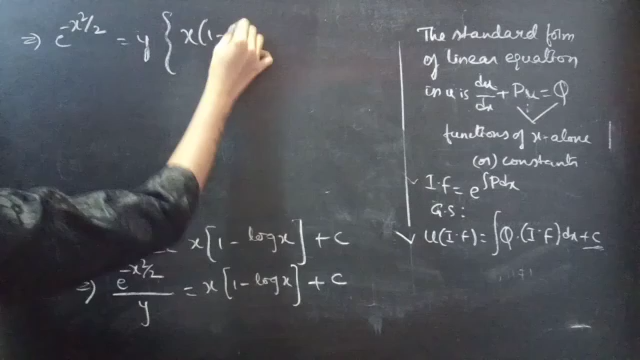 ⇒ e^{-x²/2} = y { x(1-
= x[1 - log x] + c
⇒ e^{-x²/2}/y = x[1 - log x] + c
The standard form
of linear equation
in u is du/dx + Pu = Q
functions of x-alone
(or) constants
I.f = e^{∫Pdx}
G.S:
u(I.f) = ∫Q.(I.f)dx + c